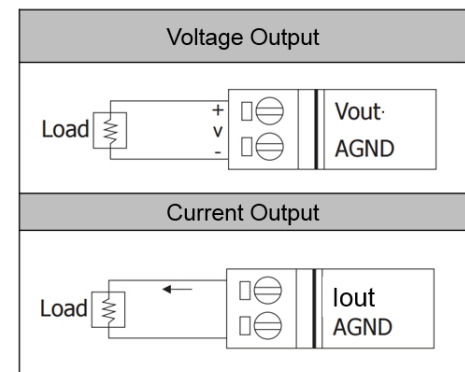 Voltage Output
Load
+
v
-
Vout·
AGND
Current Output
Load
Iout
AGND